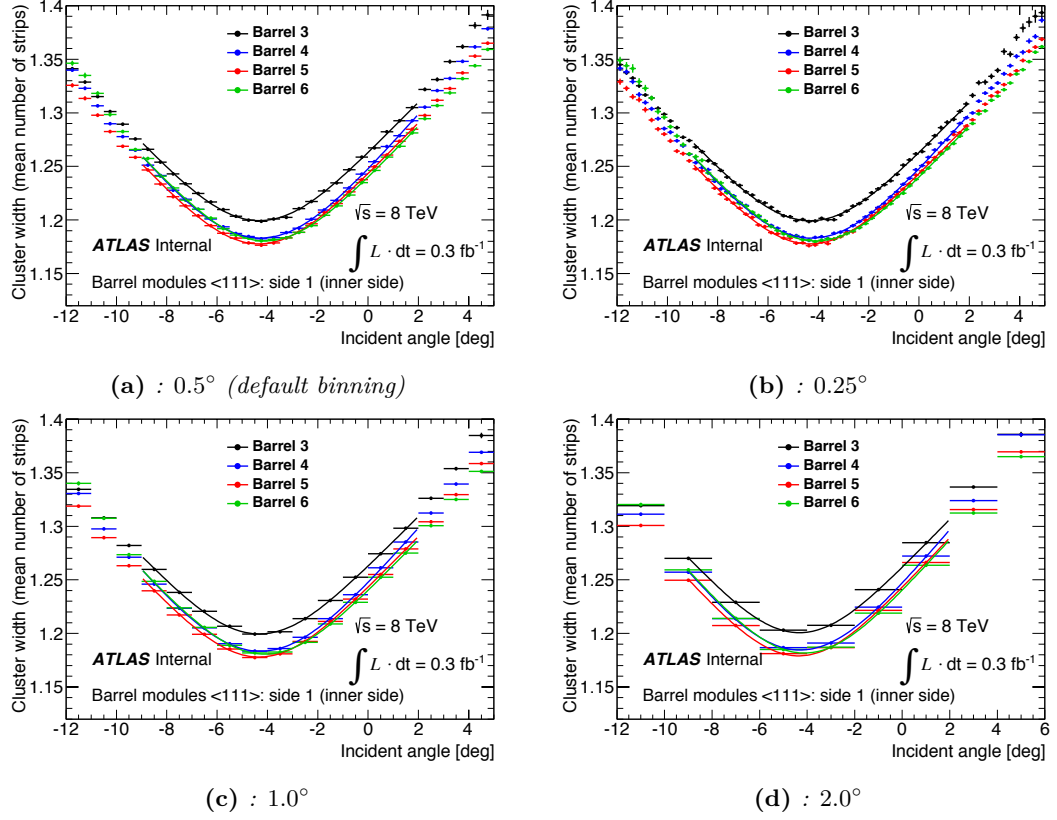 Cluster width (mean number of strips)
1.4
1.35
1.3
1.25
1.2
1.15
Barrel 3
Barrel 4
Barrel 5
Barrel 6
√s = 8 TeV
ATLAS Internal
∫ L · dt = 0.3 fb⁻¹
Barrel modules <111>: side 1 (inner side)
-12 -10 -8 -6 -4 -2 0 2 4
Incident angle [deg]
(a) : 0.5° (default binning)
Cluster width (mean number of strips)
1.4
1.35
1.3
1.25
1.2
1.15
Barrel 3
Barrel 4
Barrel 5
Barrel 6
√s = 8 TeV
ATLAS Internal
∫ L · dt = 0.3 fb⁻¹
Barrel modules <111>: side 1 (inner side)
-12 -10 -8 -6 -4 -2 0 2 4 6
Incident angle [deg]
(b) : 0.25°
Cluster width (mean number of strips)
1.4
1.35
1.3
1.25
1.2
1.15
Barrel 3
Barrel 4
Barrel 5
Barrel 6
√s = 8 TeV
ATLAS Internal
∫ L · dt = 0.3 fb⁻¹
Barrel modules <111>: side 1 (inner side)
-12 -10 -8 -6 -4 -2 0 2 4
Incident angle [deg]
(c) : 1.0°
Cluster width (mean number of strips)
1.4
1.35
1.3
1.25
1.2
1.15
Barrel 3
Barrel 4
Barrel 5
Barrel 6
√s = 8 TeV
ATLAS Internal
∫ L · dt = 0.3 fb⁻¹
Barrel modules <111>: side 1 (inner side)
-12 -10 -8 -6 -4 -2 0 2 4 6
Incident angle [deg]
(d) : 2.0°